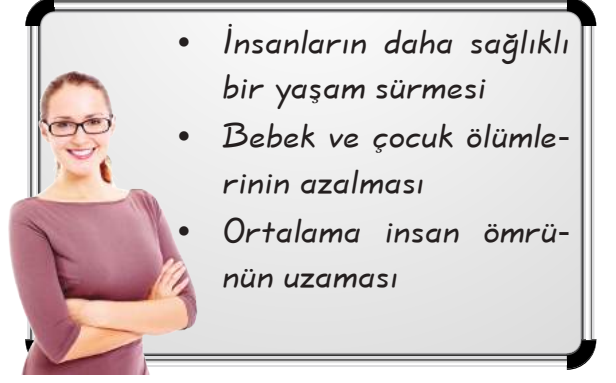 • İnsanların daha sağlıklı
bir yaşam sürmesi
• Bebek ve çocuk ölümle-
rinin azalması
• Ortalama insan ömrü-
nün uzaması